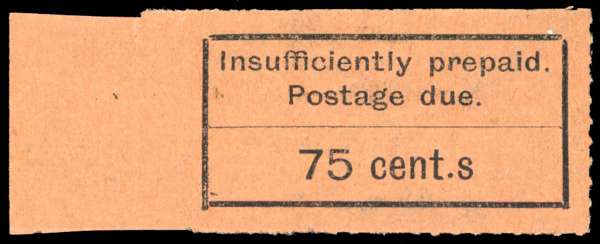 Insufficiently prepaid.
Postage due.
75 cent.s